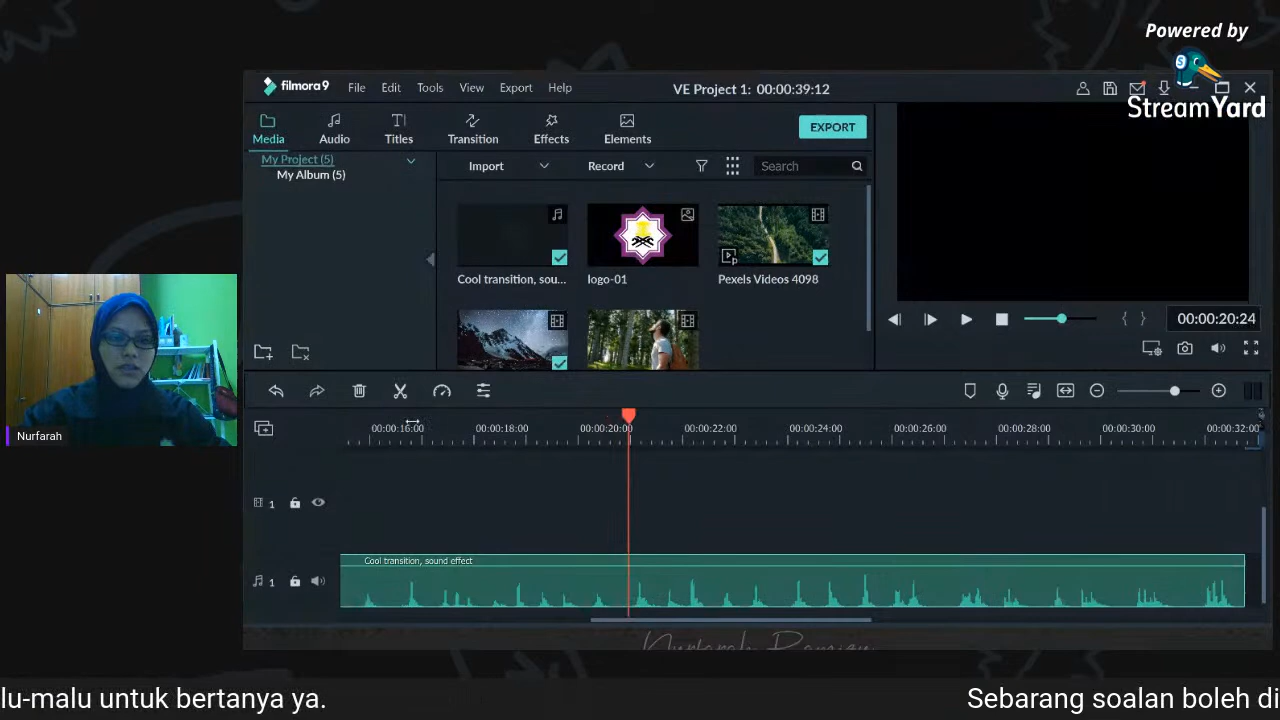 Powered by
StreamYard
filmora9
File Edit Tools View Export Help
VE Project 1: 00:00:39:12
Media Audio Titles Transition Effects Elements
EXPORT
My Project (5)
My Album (5)
Import Record Search
Cool transition, sou...
logo-01
Pexels Videos 4098
00:00:20:24
Nurfarah
00:00:16:00 00:00:18:00 00:00:20:00 00:00:22:00 00:00:24:00 00:00:26:00 00:00:28:00 00:00:30:00 00:00:32:00
1
Cool transition, sound effect
1
lu-malu untuk bertanya ya. Sebarang soalan boleh di